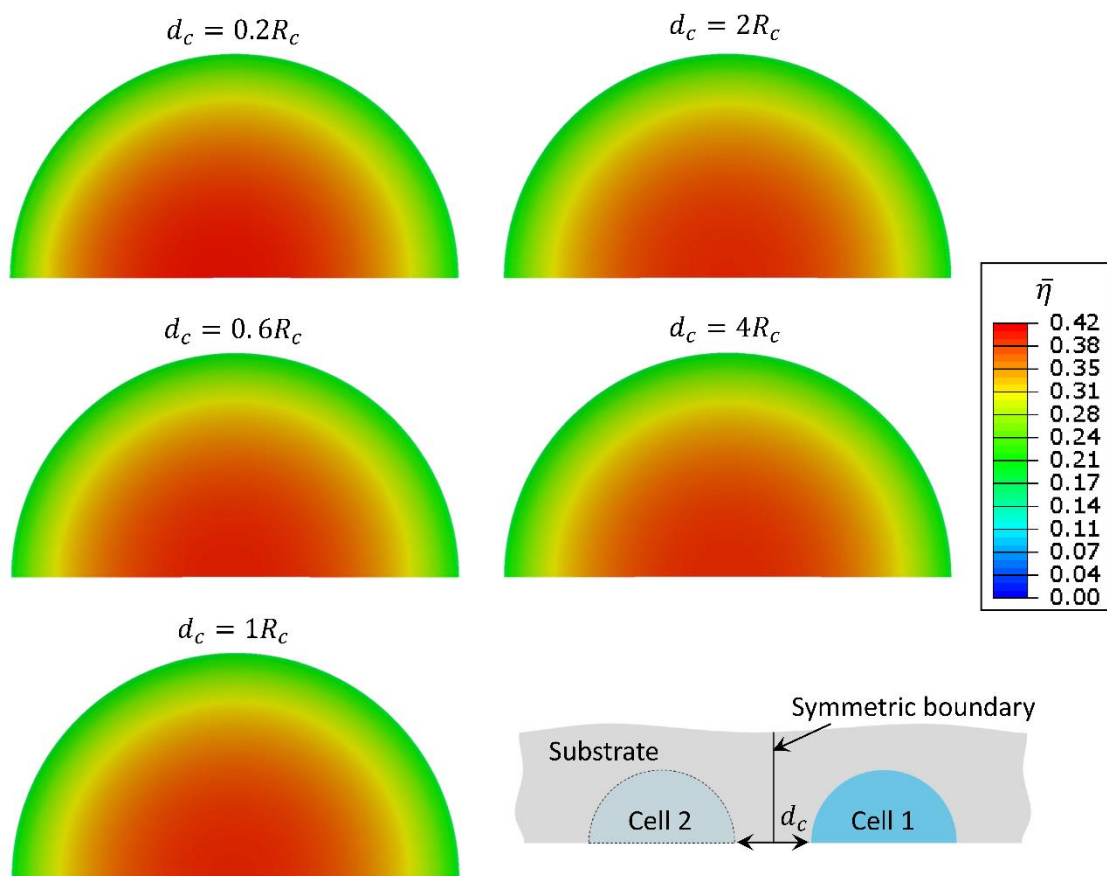 d_c = 0.2R_c
d_c = 2R_c
d_c = 0.6R_c
d_c = 4R_c
d_c = 1R_c
η̄
0.42
0.38
0.35
0.31
0.28
0.24
0.21
0.17
0.14
0.11
0.07
0.04
0.00
Symmetric boundary
Substrate
Cell 2
d_c
Cell 1